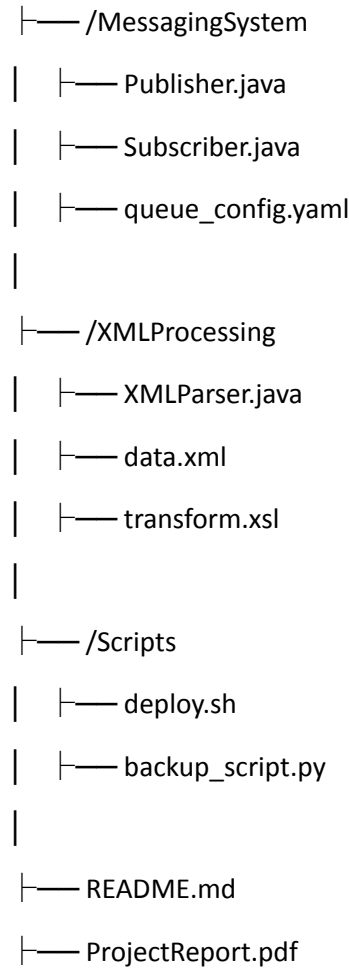 ├── /MessagingSystem
│ ├── Publisher.java
│ ├── Subscriber.java
│ ├── queue_config.yaml
│
├── /XMLProcessing
│ ├── XMLParser.java
│ ├── data.xml
│ ├── transform.xsl
│
├── /Scripts
│ ├── deploy.sh
│ ├── backup_script.py
│
├── README.md
├── ProjectReport.pdf